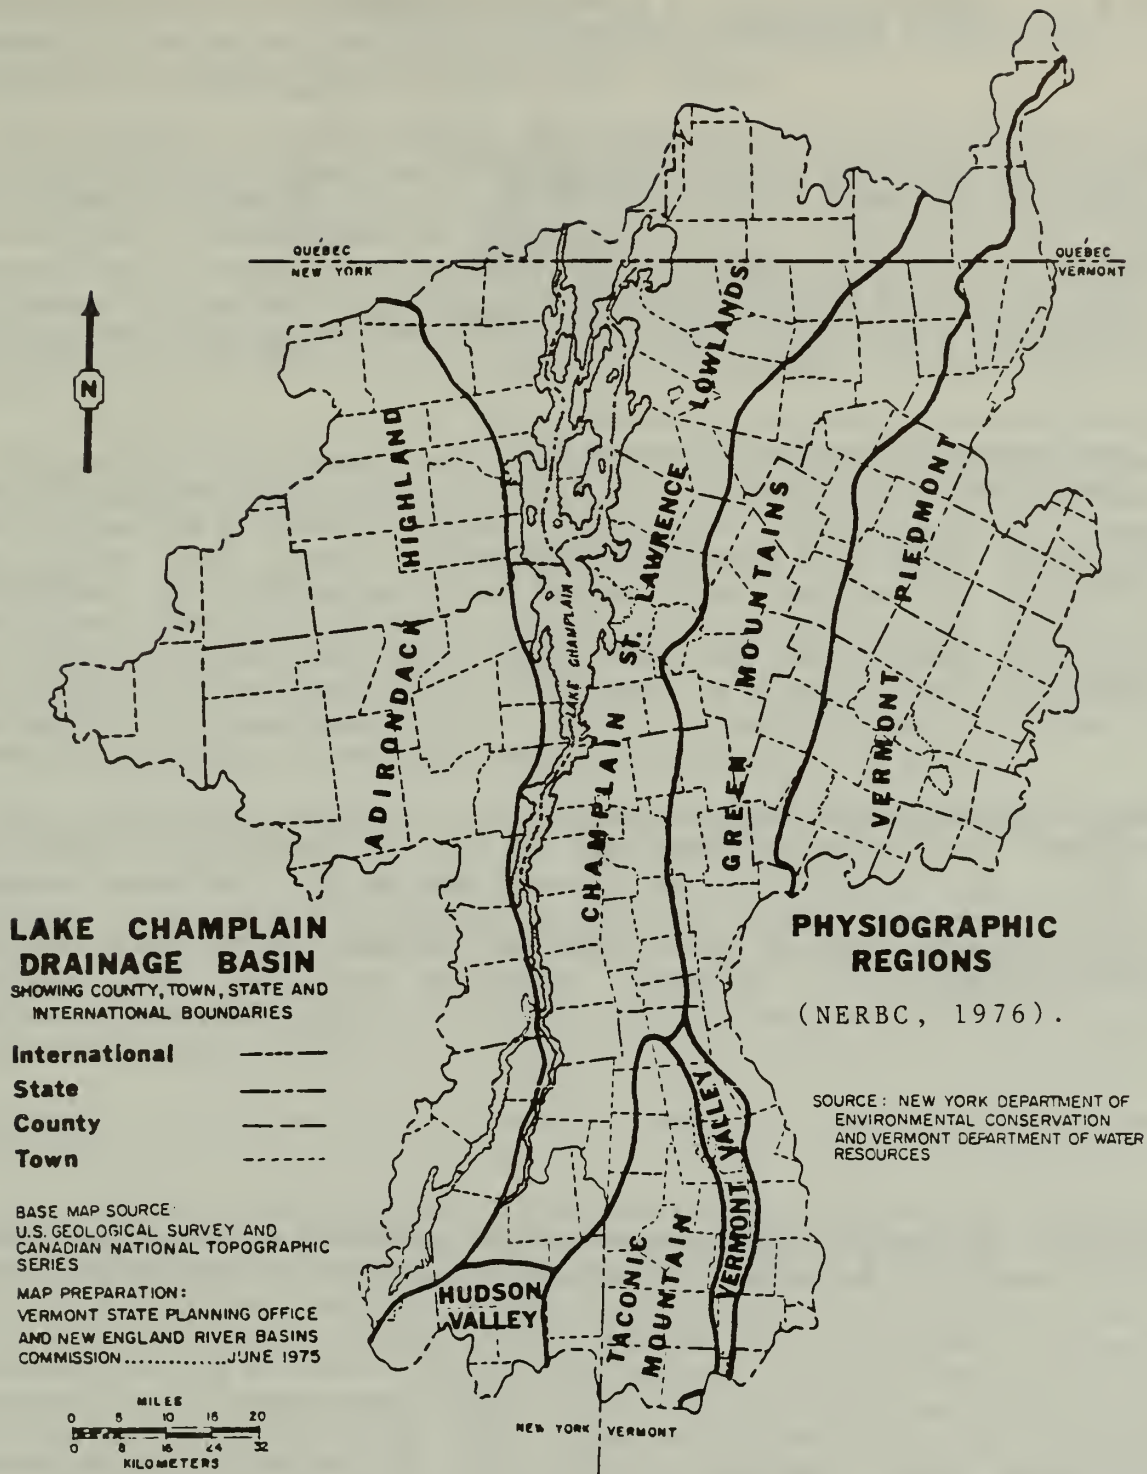 QUÉBEC
NEW YORK
QUÉBEC
VERMONT
N
ADIRONDACK HIGHLAND
LAKE CHAMPLAIN
CHAMPLAIN ST. LAWRENCE LOWLANDS
GREEN MOUNTAINS
VERMONT PIEDMONT
LAKE CHAMPLAIN
DRAINAGE BASIN
SHOWING COUNTY, TOWN, STATE AND
INTERNATIONAL BOUNDARIES
International
State
County
Town
BASE MAP SOURCE:
U.S. GEOLOGICAL SURVEY AND
CANADIAN NATIONAL TOPOGRAPHIC
SERIES
MAP PREPARATION:
VERMONT STATE PLANNING OFFICE
AND NEW ENGLAND RIVER BASINS
COMMISSION.............JUNE 1975
MILES
0 5 10 15 20
0 8 16 24 32
KILOMETERS
PHYSIOGRAPHIC
REGIONS
(NERBC, 1976).
SOURCE: NEW YORK DEPARTMENT OF
ENVIRONMENTAL CONSERVATION
AND VERMONT DEPARTMENT OF WATER
RESOURCES
HUDSON
VALLEY
TACONIC
MOUNTAIN
VERMONT VALLEY
NEW YORK
VERMONT